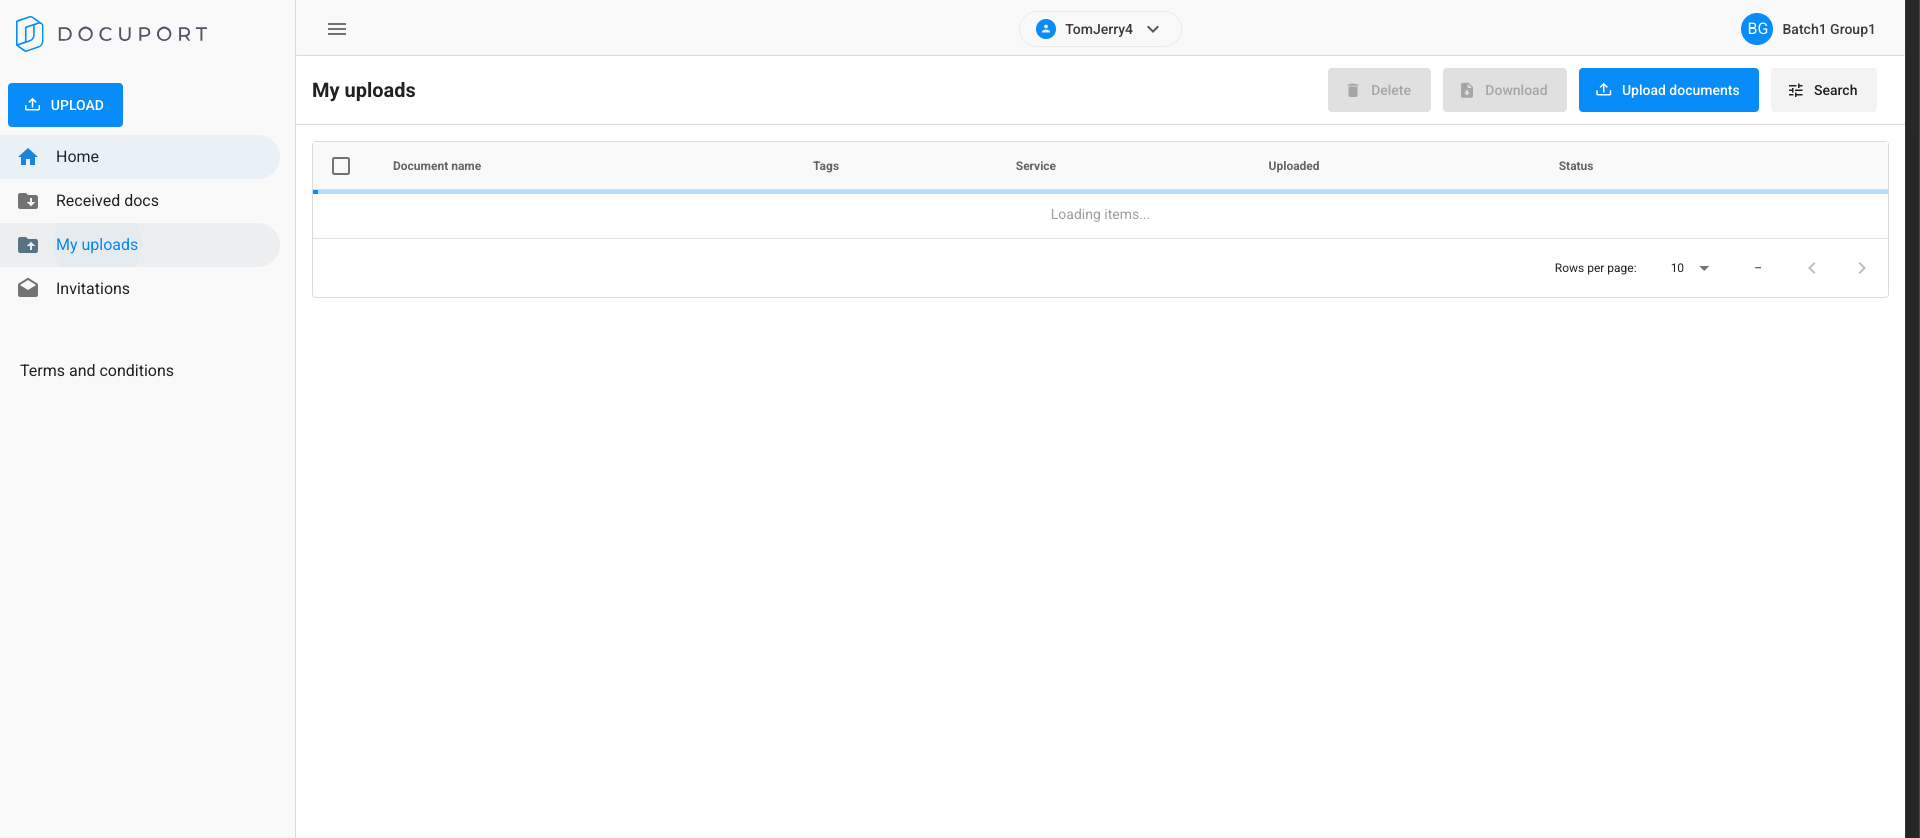 DOCUPORT
TomJerry4
BG Batch1 Group1
UPLOAD
Home
Received docs
My uploads
Invitations
Terms and conditions
My uploads
Delete
Download
Upload documents
Search
Document name Tags Service Uploaded Status
Loading items...
Rows per page: 10 –